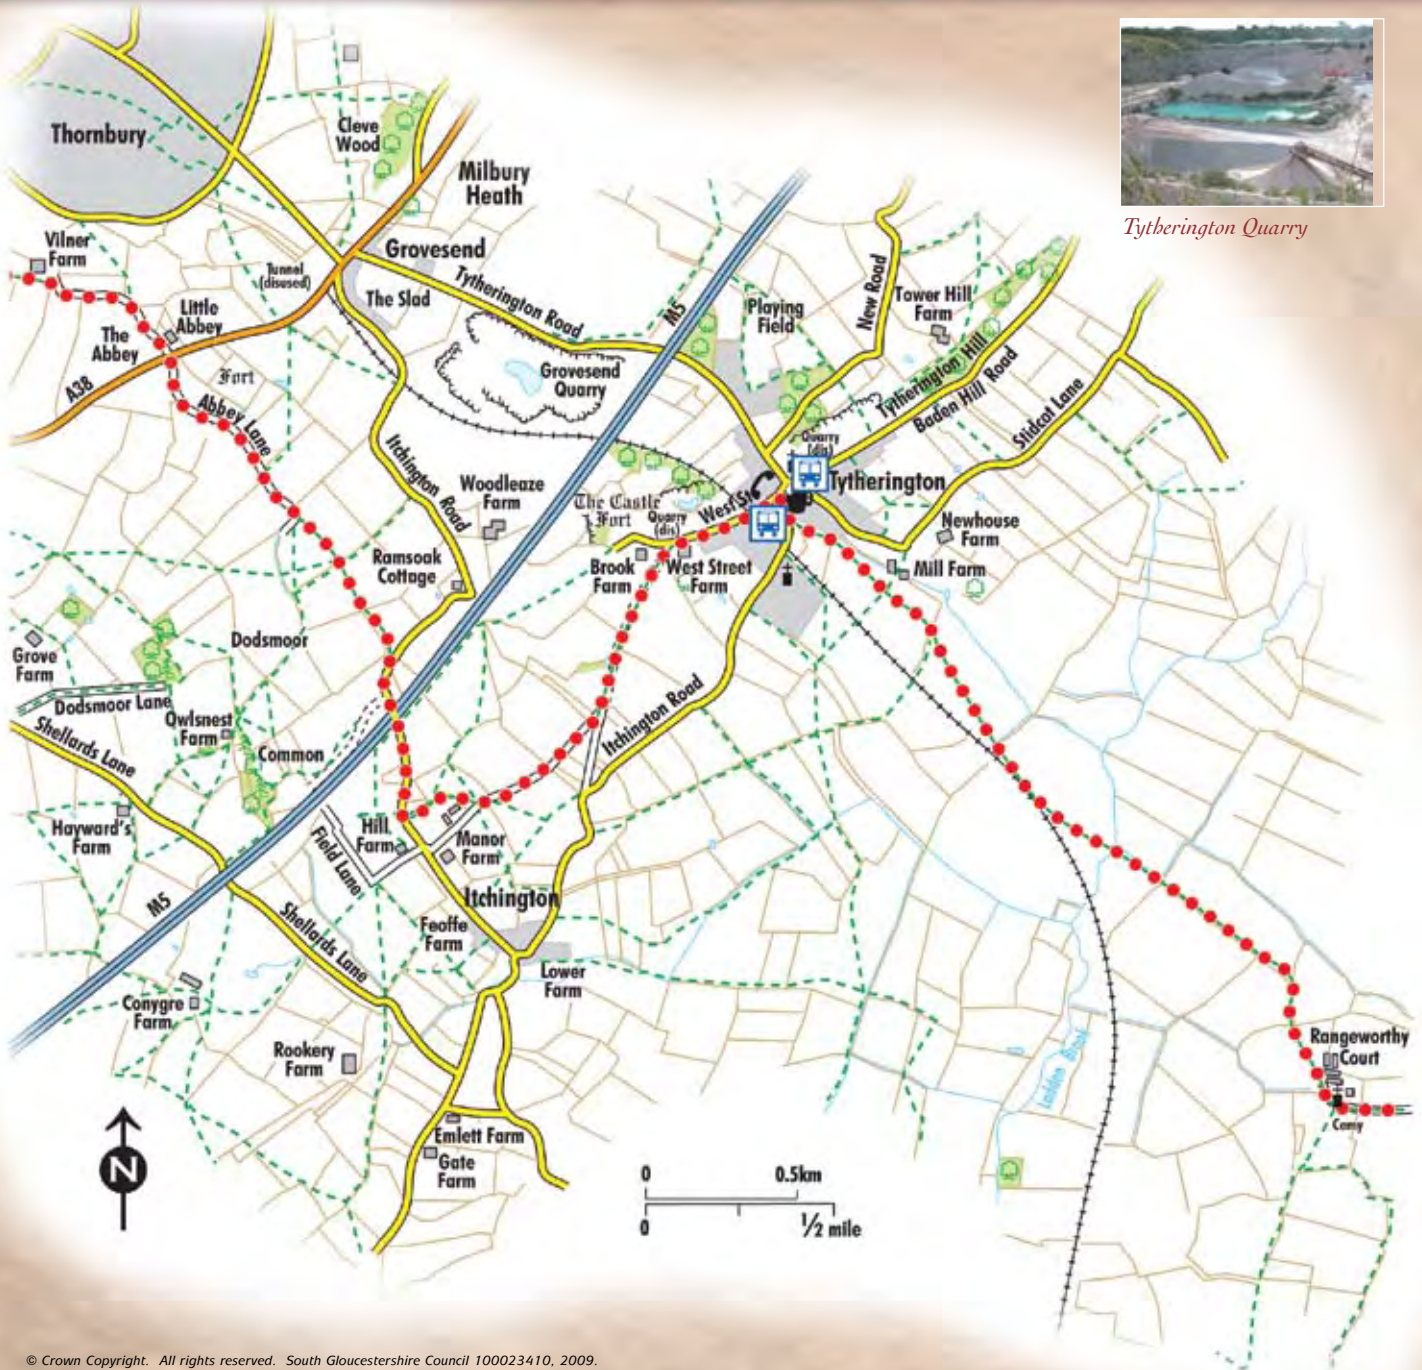 Thornbury
Cleve
Wood
Milbury
Heath
Tytherington Quarry
Vilner
Farm
Grovesend
Tunnel
(disused)
The Slad
Tytherington Road
M5
Playing
Field
New Road
Tower Hill
Farm
Little
Abbey
The
Abbey
A38
Fort
Grovesend
Quarry
Tytherington Hill
Baden Hill Road
Stidcot Lane
Abbey Lane
Itchington Road
Quarry
(dis)
Woodleaze
Farm
The Castle
Fort
Quarry
(dis)
West St
Tytherington
Newhouse
Farm
Ramsoak
Cottage
Brook
Farm
West Street
Farm
Mill Farm
Dodsmoor
Grove
Farm
Dodsmoor Lane
Owlsnest
Farm
Common
Shellards Lane
Itchington Road
Hayward's
Farm
Hill
Farm
Field Lane
Manor
Farm
M5
Itchington
Shellards Lane
Feoffe
Farm
Lower
Farm
Conygre
Farm
Rookery
Farm
Laddon Brook
Rangeworthy
Court
Cemy
Emlett Farm
Gate
Farm
N
0 0.5km
0 ½ mile
© Crown Copyright. All rights reserved. South Gloucestershire Council 100023410, 2009.